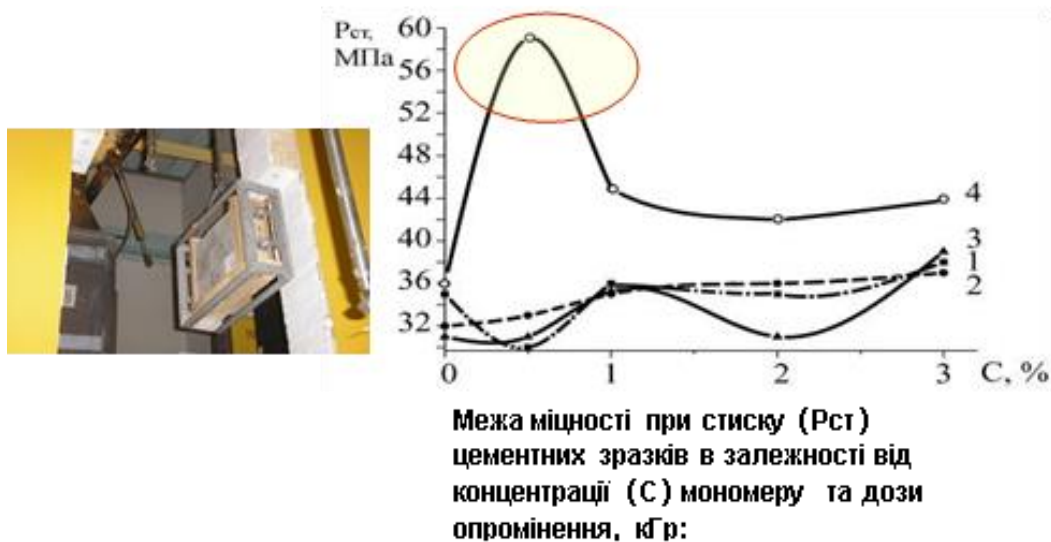 Рст,
МПа
60
56
52
48
44
40
36
32
4
3
1
2
0 1 2 3 С, %
Межа міцності при стиску (Рст)
цементних зразків в залежності від
концентрації (С) мономеру та дози
опромінення, кГр: